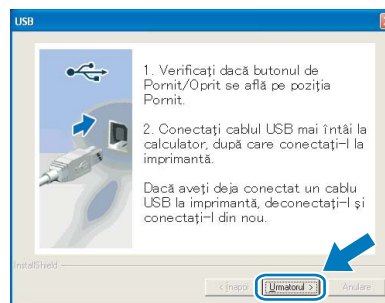 USB
1. Verificați dacă butonul de
Pornit/Oprit se află pe poziția
Pornit.
2. Conectați cablul USB mai întâi la
calculator, după care conectați-l la
imprimantă.
Dacă aveți deja conectat un cablu
USB la imprimantă, deconectați-l și
conectați-l din nou.
InstallShield
< Înapoi Urmatorul > Anulare